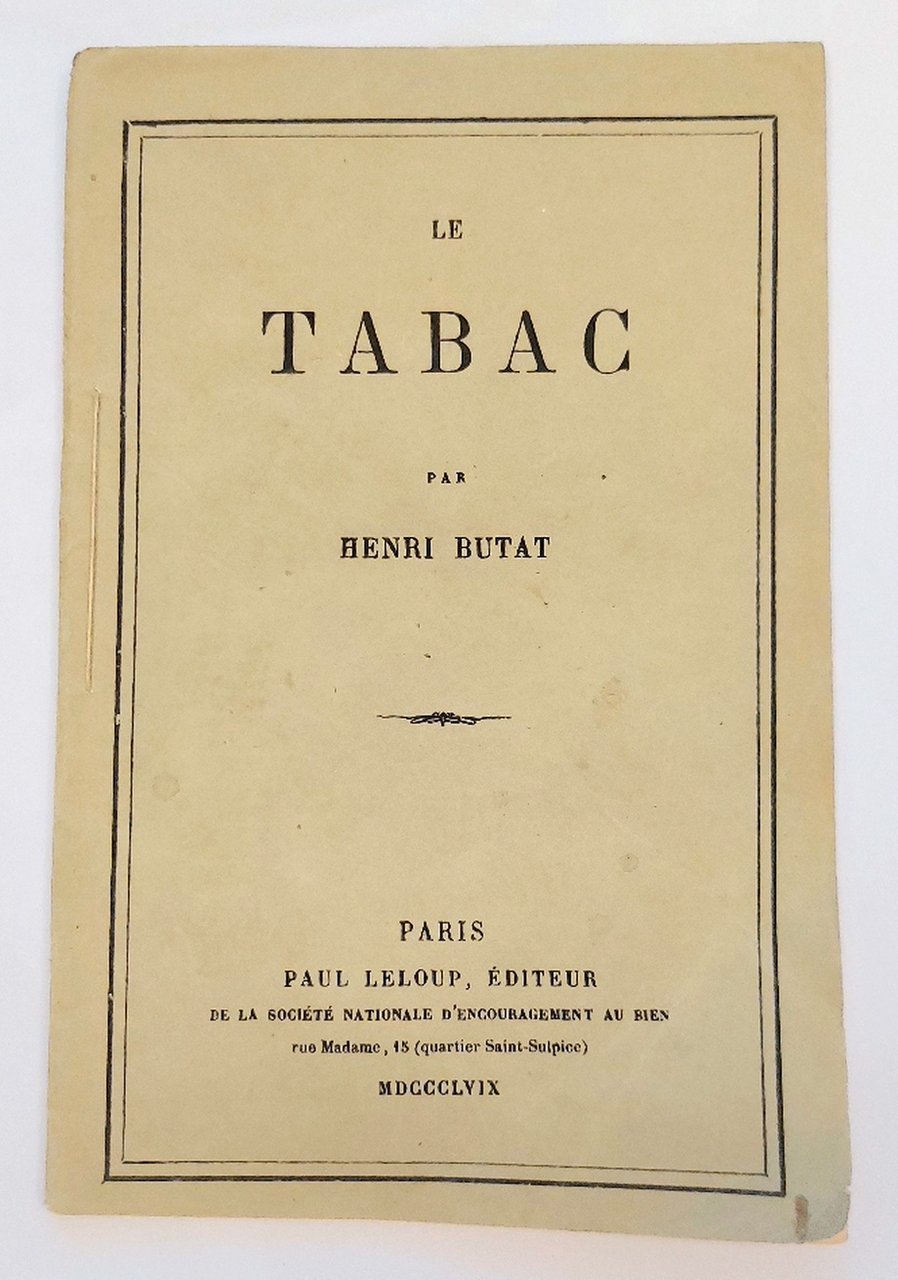 LE
TABAC
PAR
HENRI BUTAT
PARIS
PAUL LELOUP, ÉDITEUR
DE LA SOCIÉTÉ NATIONALE D'ENCOURAGEMENT AU BIEN
rue Madame, 15 (quartier Saint-Sulpice)
MDCCCLVIX